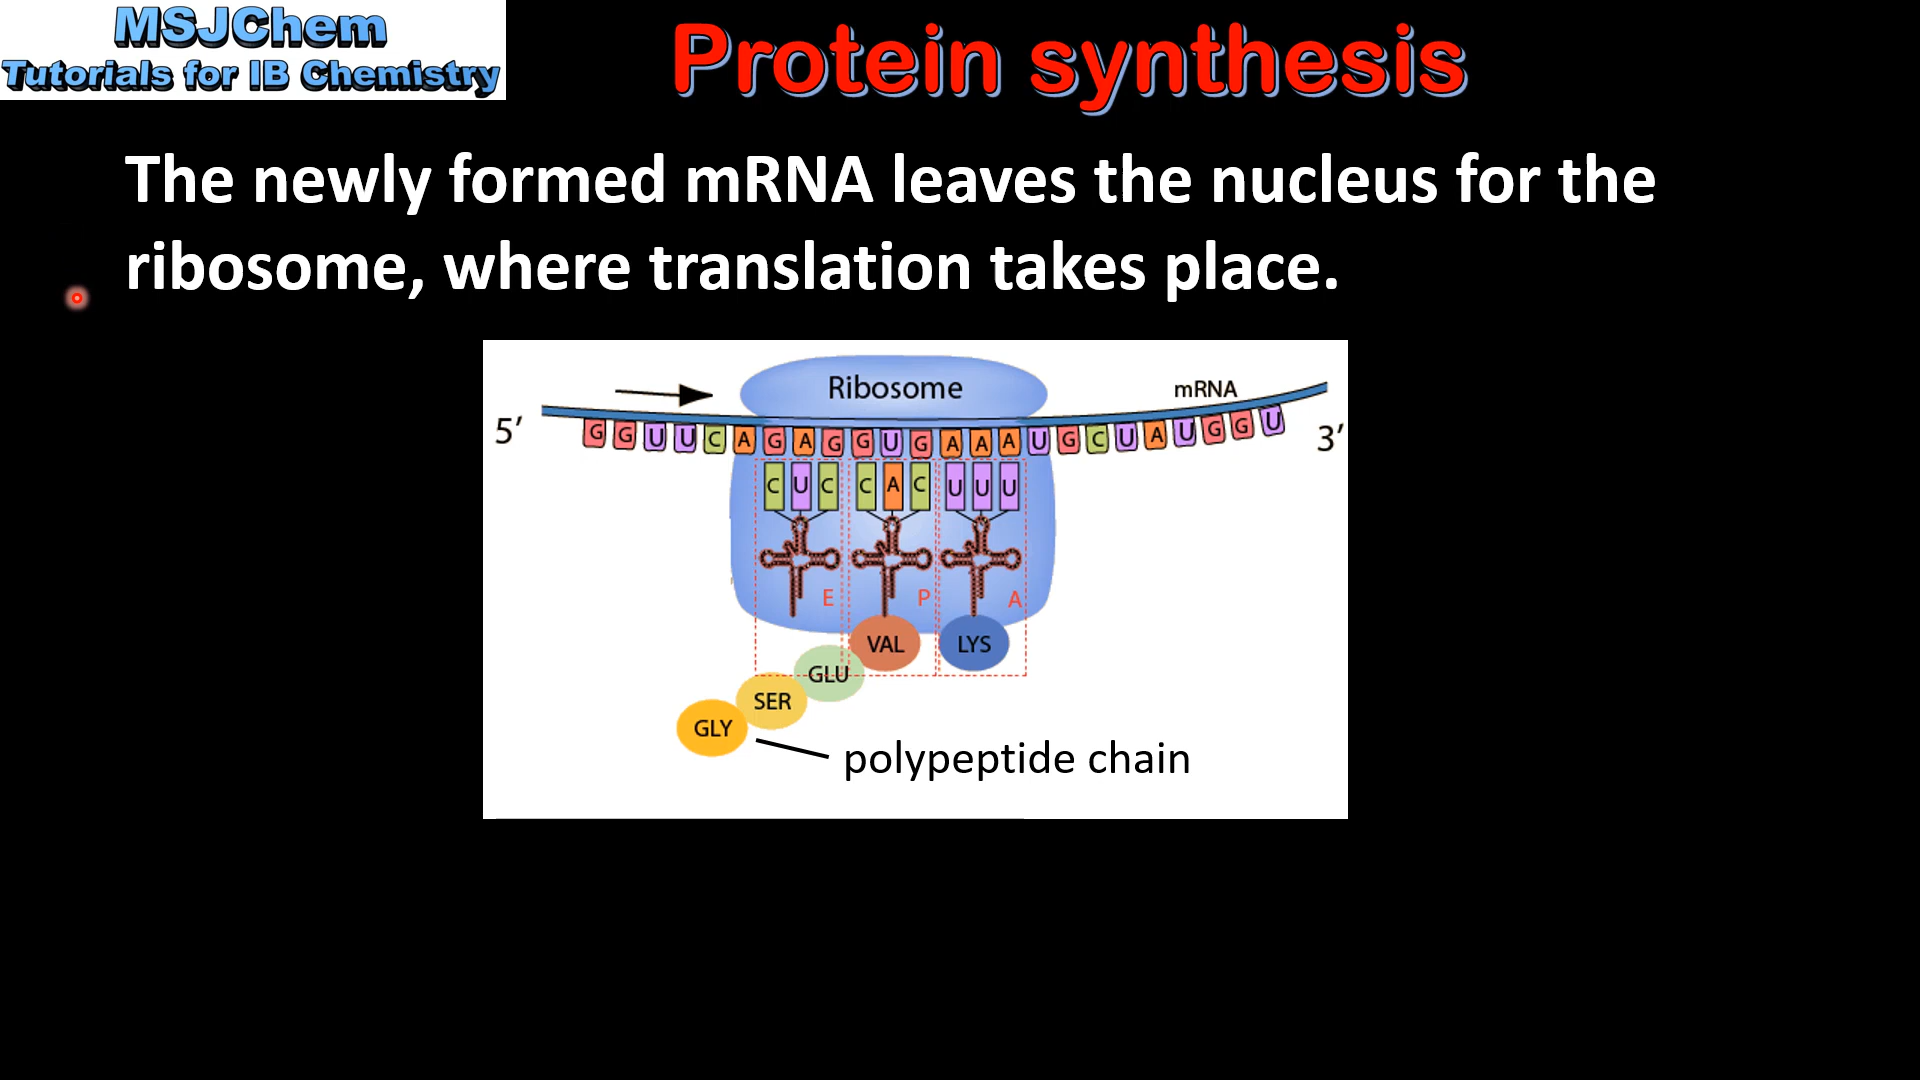 MSJChem
Tutorials for IB Chemistry
Protein synthesis
The newly formed mRNA leaves the nucleus for the
ribosome, where translation takes place.
Ribosome
mRNA
5′
3′
G G U U C A G A G G U G A A A U G C U A U G G U
C U C C A C U U U
E P A
VAL LYS
GLU
SER
GLY
polypeptide chain